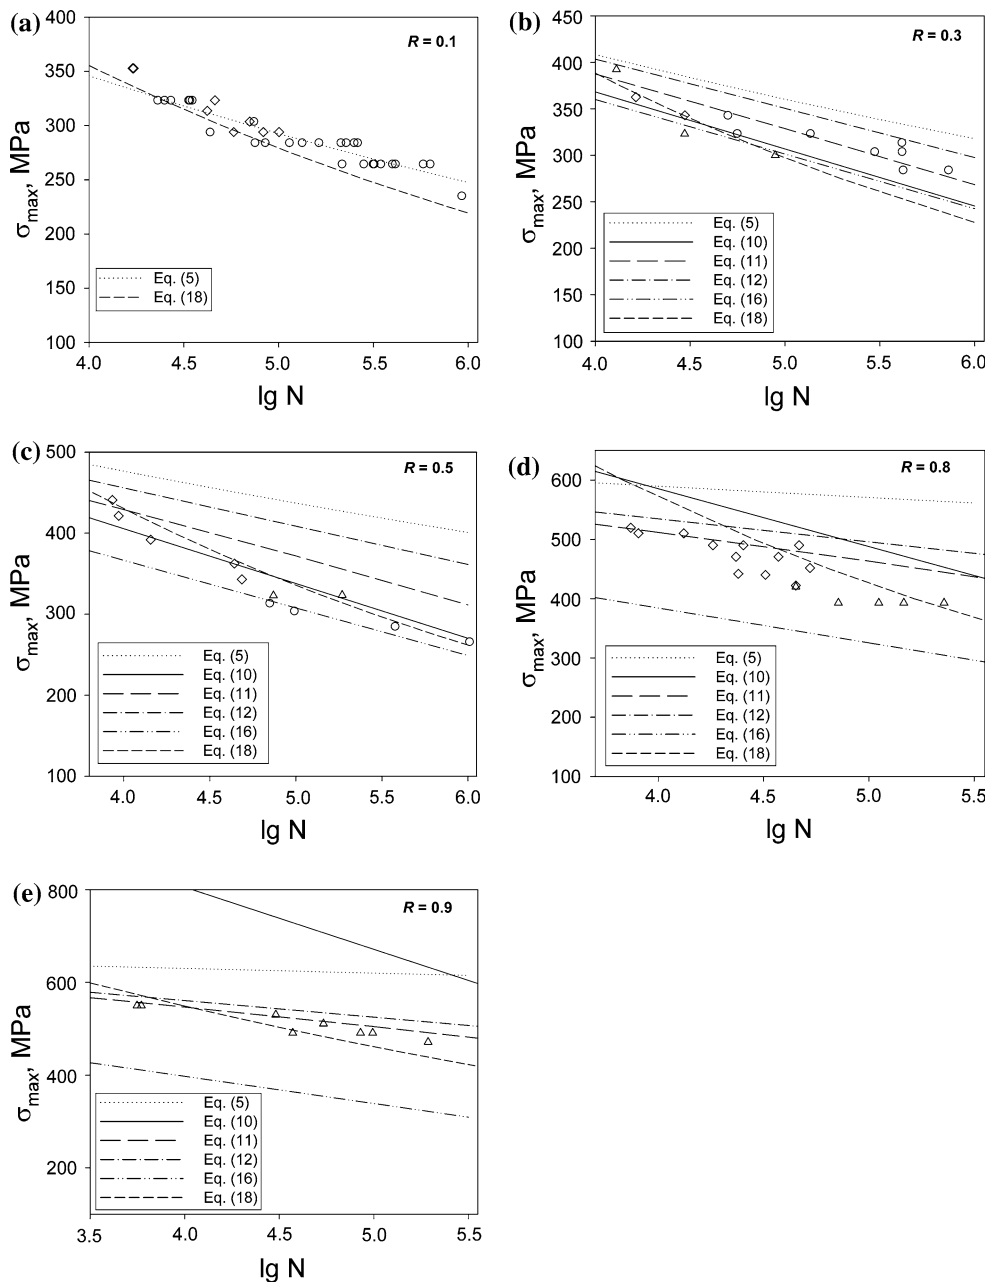 (a)
R = 0.1
400
350
300
250
200
150
100
σmax, MPa
Eq. (5)
Eq. (18)
4.0 4.5 5.0 5.5 6.0
lg N
(b)
R = 0.3
450
400
350
300
250
200
150
100
σmax, MPa
Eq. (5)
Eq. (10)
Eq. (11)
Eq. (12)
Eq. (16)
Eq. (18)
4.0 4.5 5.0 5.5 6.0
lg N
(c)
R = 0.5
500
400
300
200
100
σmax, MPa
Eq. (5)
Eq. (10)
Eq. (11)
Eq. (12)
Eq. (16)
Eq. (18)
4.0 4.5 5.0 5.5 6.0
lg N
(d)
R = 0.8
600
500
400
300
200
100
σmax, MPa
Eq. (5)
Eq. (10)
Eq. (11)
Eq. (12)
Eq. (16)
Eq. (18)
4.0 4.5 5.0 5.5
lg N
(e)
R = 0.9
800
600
400
200
σmax, MPa
Eq. (5)
Eq. (10)
Eq. (11)
Eq. (12)
Eq. (16)
Eq. (18)
3.5 4.0 4.5 5.0 5.5
lg N